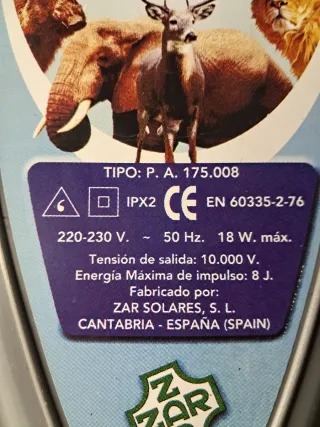 TIPO: P. A. 175.008
IPX2 CE EN 60335-2-76
220-230 V. ~ 50 Hz. 18 W. máx.
Tensión de salida: 10.000 V.
Energía Máxima de impulso: 8 J.
Fabricado por:
ZAR SOLARES, S. L.
CANTABRIA - ESPAÑA (SPAIN)
Z
ZAR